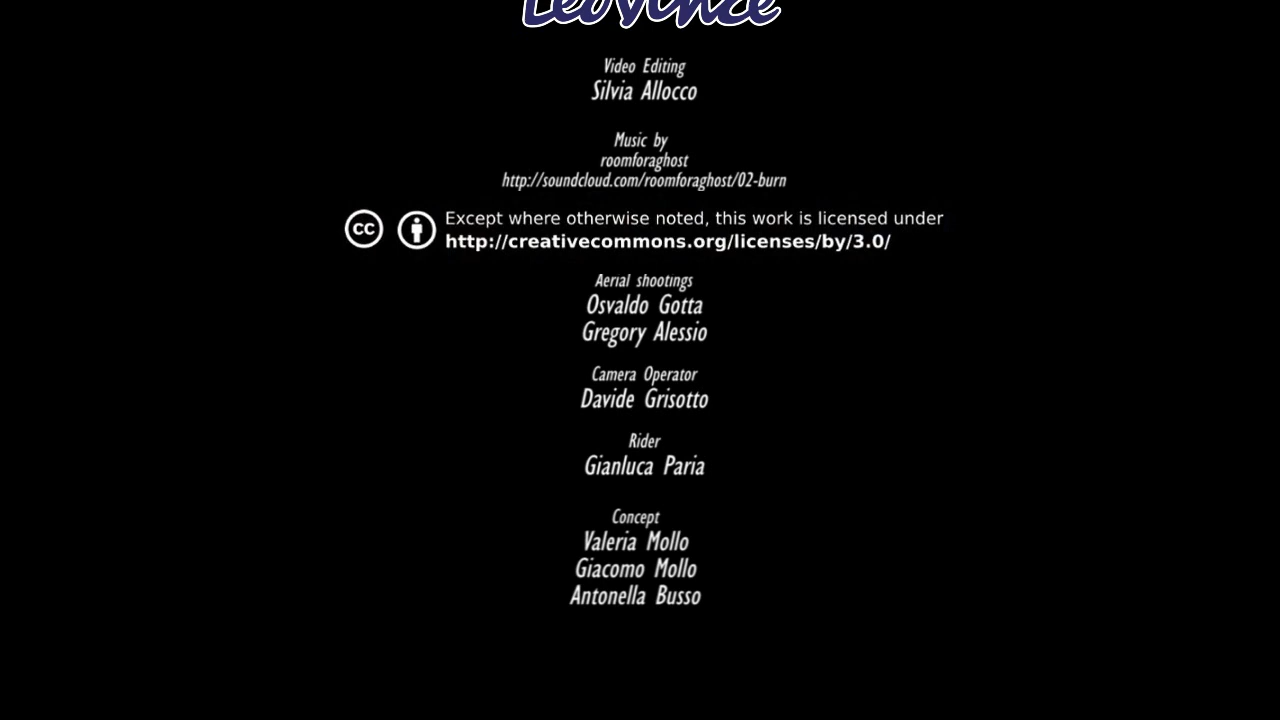 LeoVince
Video Editing
Silvia Allocco
Music by
roomforaghost
http://soundcloud.com/roomforaghost/02-burn
CC
Except where otherwise noted, this work is licensed under
http://creativecommons.org/licenses/by/3.0/
Aerial shootings
Osvaldo Gotta
Gregory Alessio
Camera Operator
Davide Grisotto
Rider
Gianluca Paria
Concept
Valeria Mollo
Giacomo Mollo
Antonella Busso